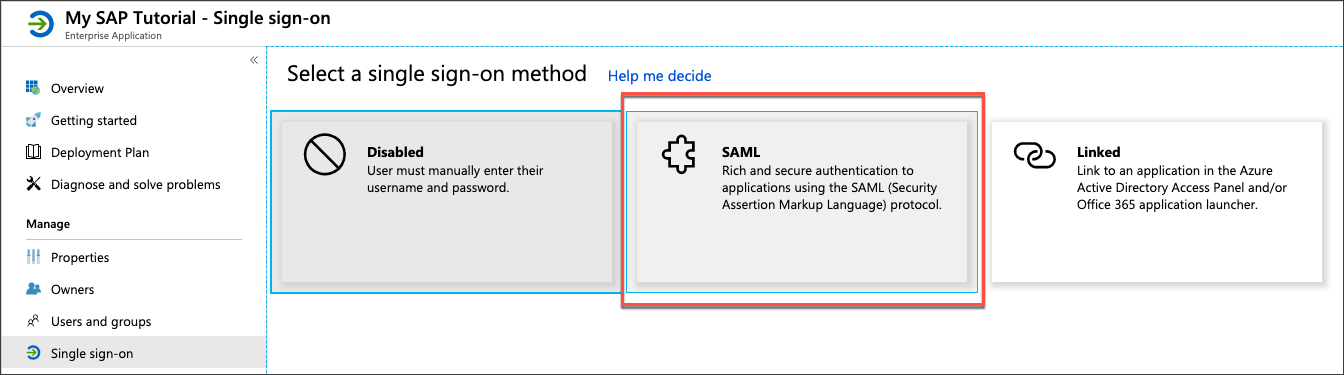 My SAP Tutorial - Single sign-on
Enterprise Application
«
Overview
Getting started
Deployment Plan
Diagnose and solve problems
Manage
Properties
Owners
Users and groups
Single sign-on
Select a single sign-on method Help me decide
Disabled
User must manually enter their
username and password.
SAML
Rich and secure authentication to
applications using the SAML (Security
Assertion Markup Language) protocol.
Linked
Link to an application in the Azure
Active Directory Access Panel and/or
Office 365 application launcher.